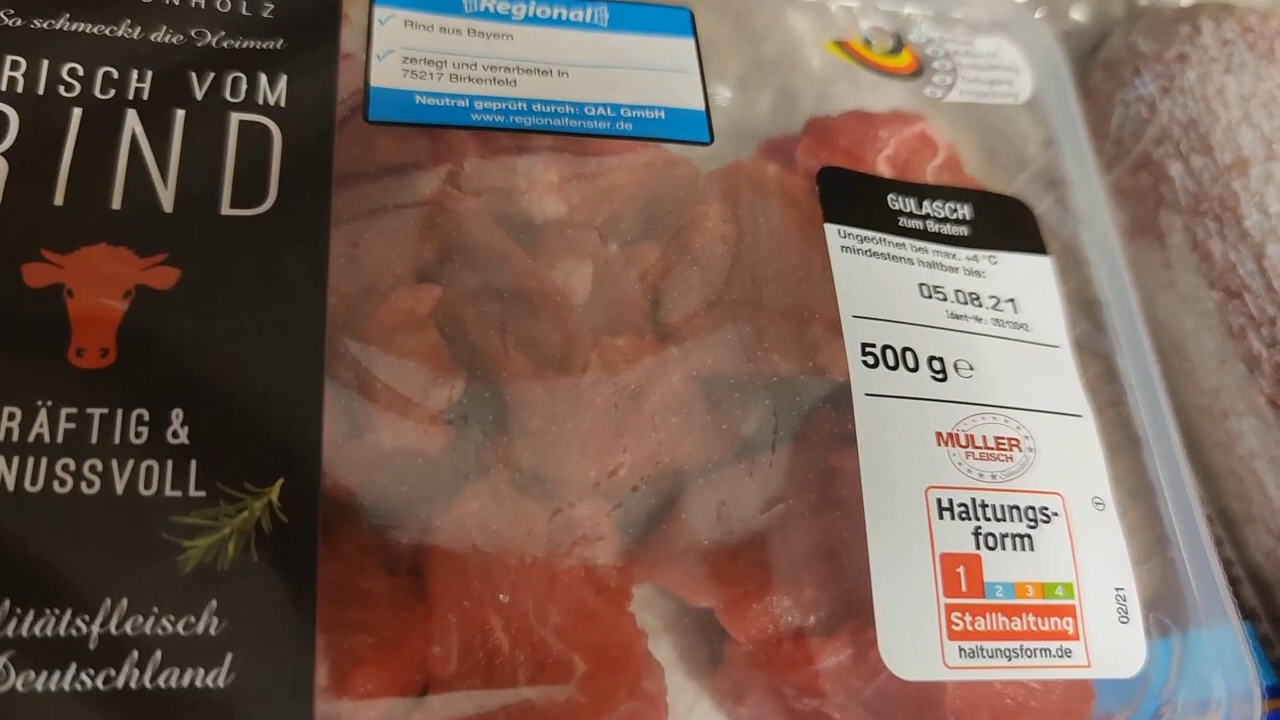 So schmeckt die Heimat
RISCH VOM
RIND
RÄFTIG &
NUSSVOLL
litätsfleisch
Deutschland
Regional
Rind aus Bayern
zerlegt und verarbeitet in
75217 Birkenfeld
Neutral geprüft durch: QAL GmbH
www.regionalfenster.de
GULASCH
zum Braten
Ungeöffnet bei max. +4 °C
mindestens haltbar bis:
05.08.21
Ident-Nr.:
500 g e
MÜLLER
FLEISCH
Haltungs-
form
1 2 3 4
Stallhaltung
haltungsform.de
02/21